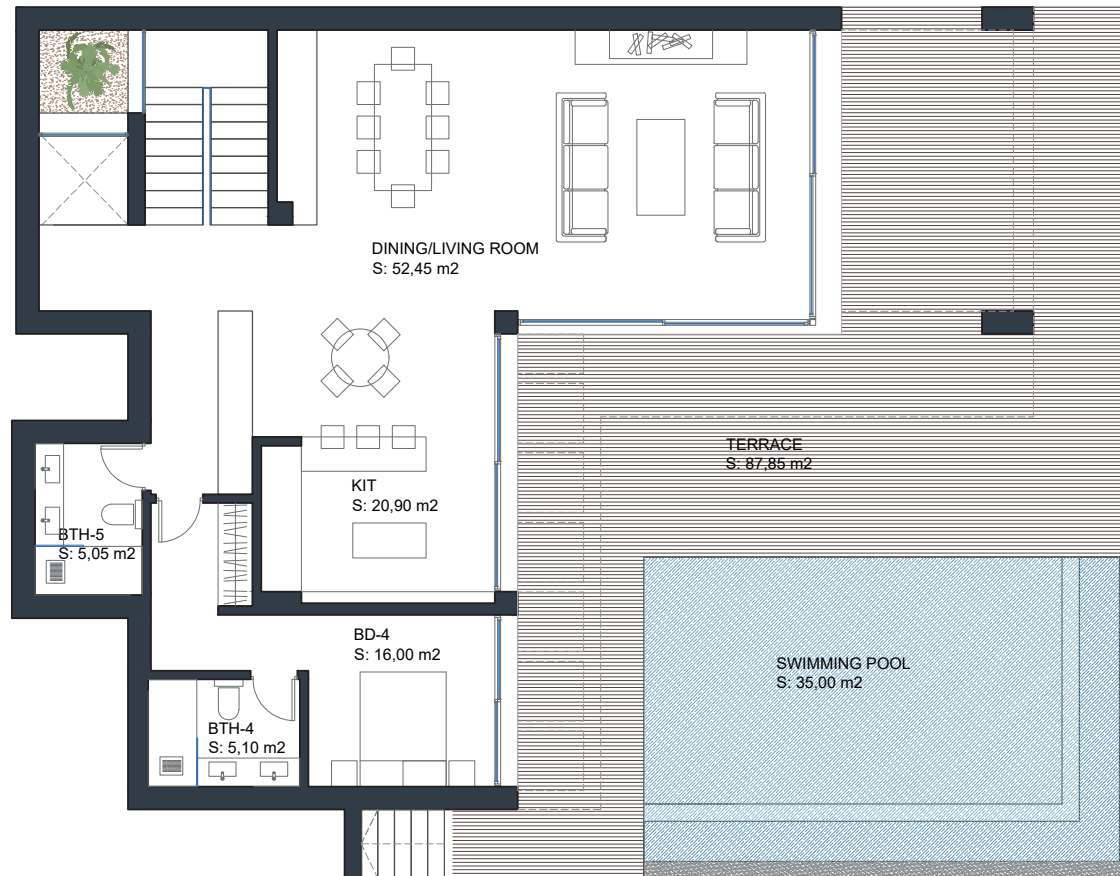 DINING/LIVING ROOM
S: 52,45 m2
TERRACE
S: 87,85 m2
KIT
S: 20,90 m2
BTH-5
S: 5,05 m2
BD-4
S: 16,00 m2
SWIMMING POOL
S: 35,00 m2
BTH-4
S: 5,10 m2